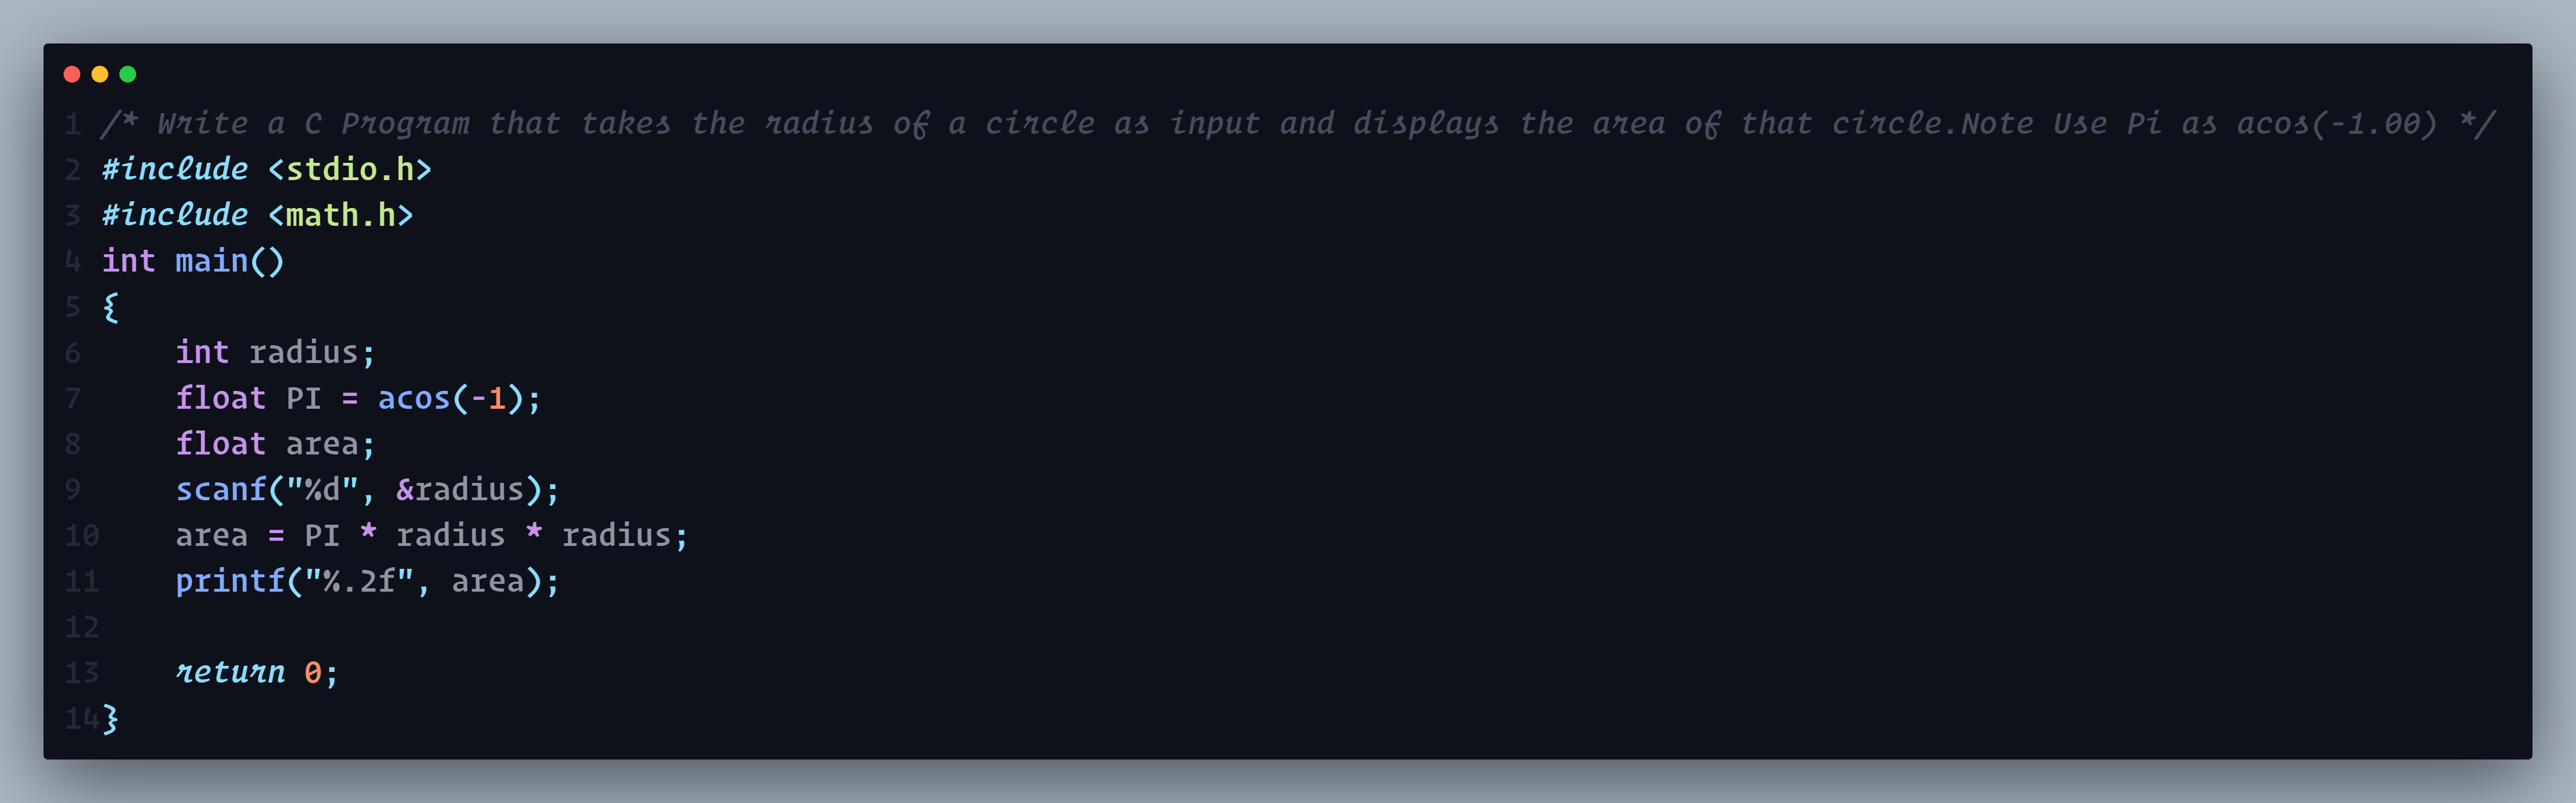 1 /* Write a C Program that takes the radius of a circle as input and displays the area of that circle.Note Use Pi as acos(-1.00) */
2 #include <stdio.h>
3 #include <math.h>
4 int main()
5 {
6     int radius;
7     float PI = acos(-1);
8     float area;
9     scanf("%d", &radius);
10     area = PI * radius * radius;
11     printf("%.2f", area);
12
13     return 0;
14 }